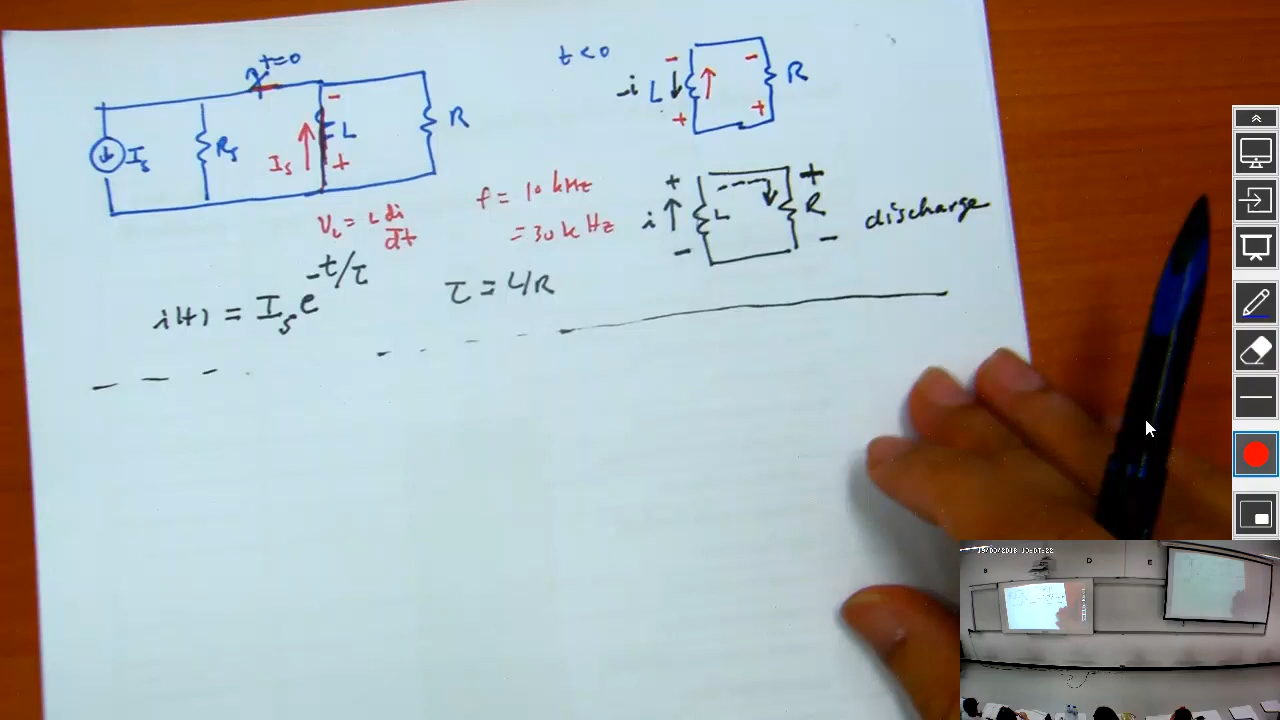 t=0
I_s
R_s
I_s
-
L
+
R
t<0
-i
L
-
+
-
+
R
V_L = L di/dt
f = 10 kHz
= 30 kHz
+
i
-
L
+
R
-
discharge
i(t) = I_s e^{-t/τ}
τ = L/R
B
D
E